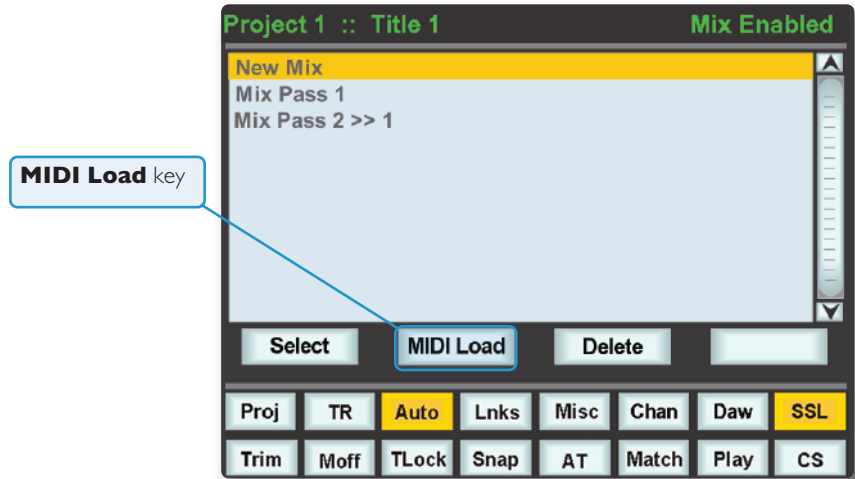 Project 1 :: Title 1 Mix Enabled
New Mix
Mix Pass 1
Mix Pass 2 >> 1
MIDI Load key
Select MIDI Load Delete
Proj TR Auto Lnks Misc Chan Daw SSL
Trim Moff TLock Snap AT Match Play CS